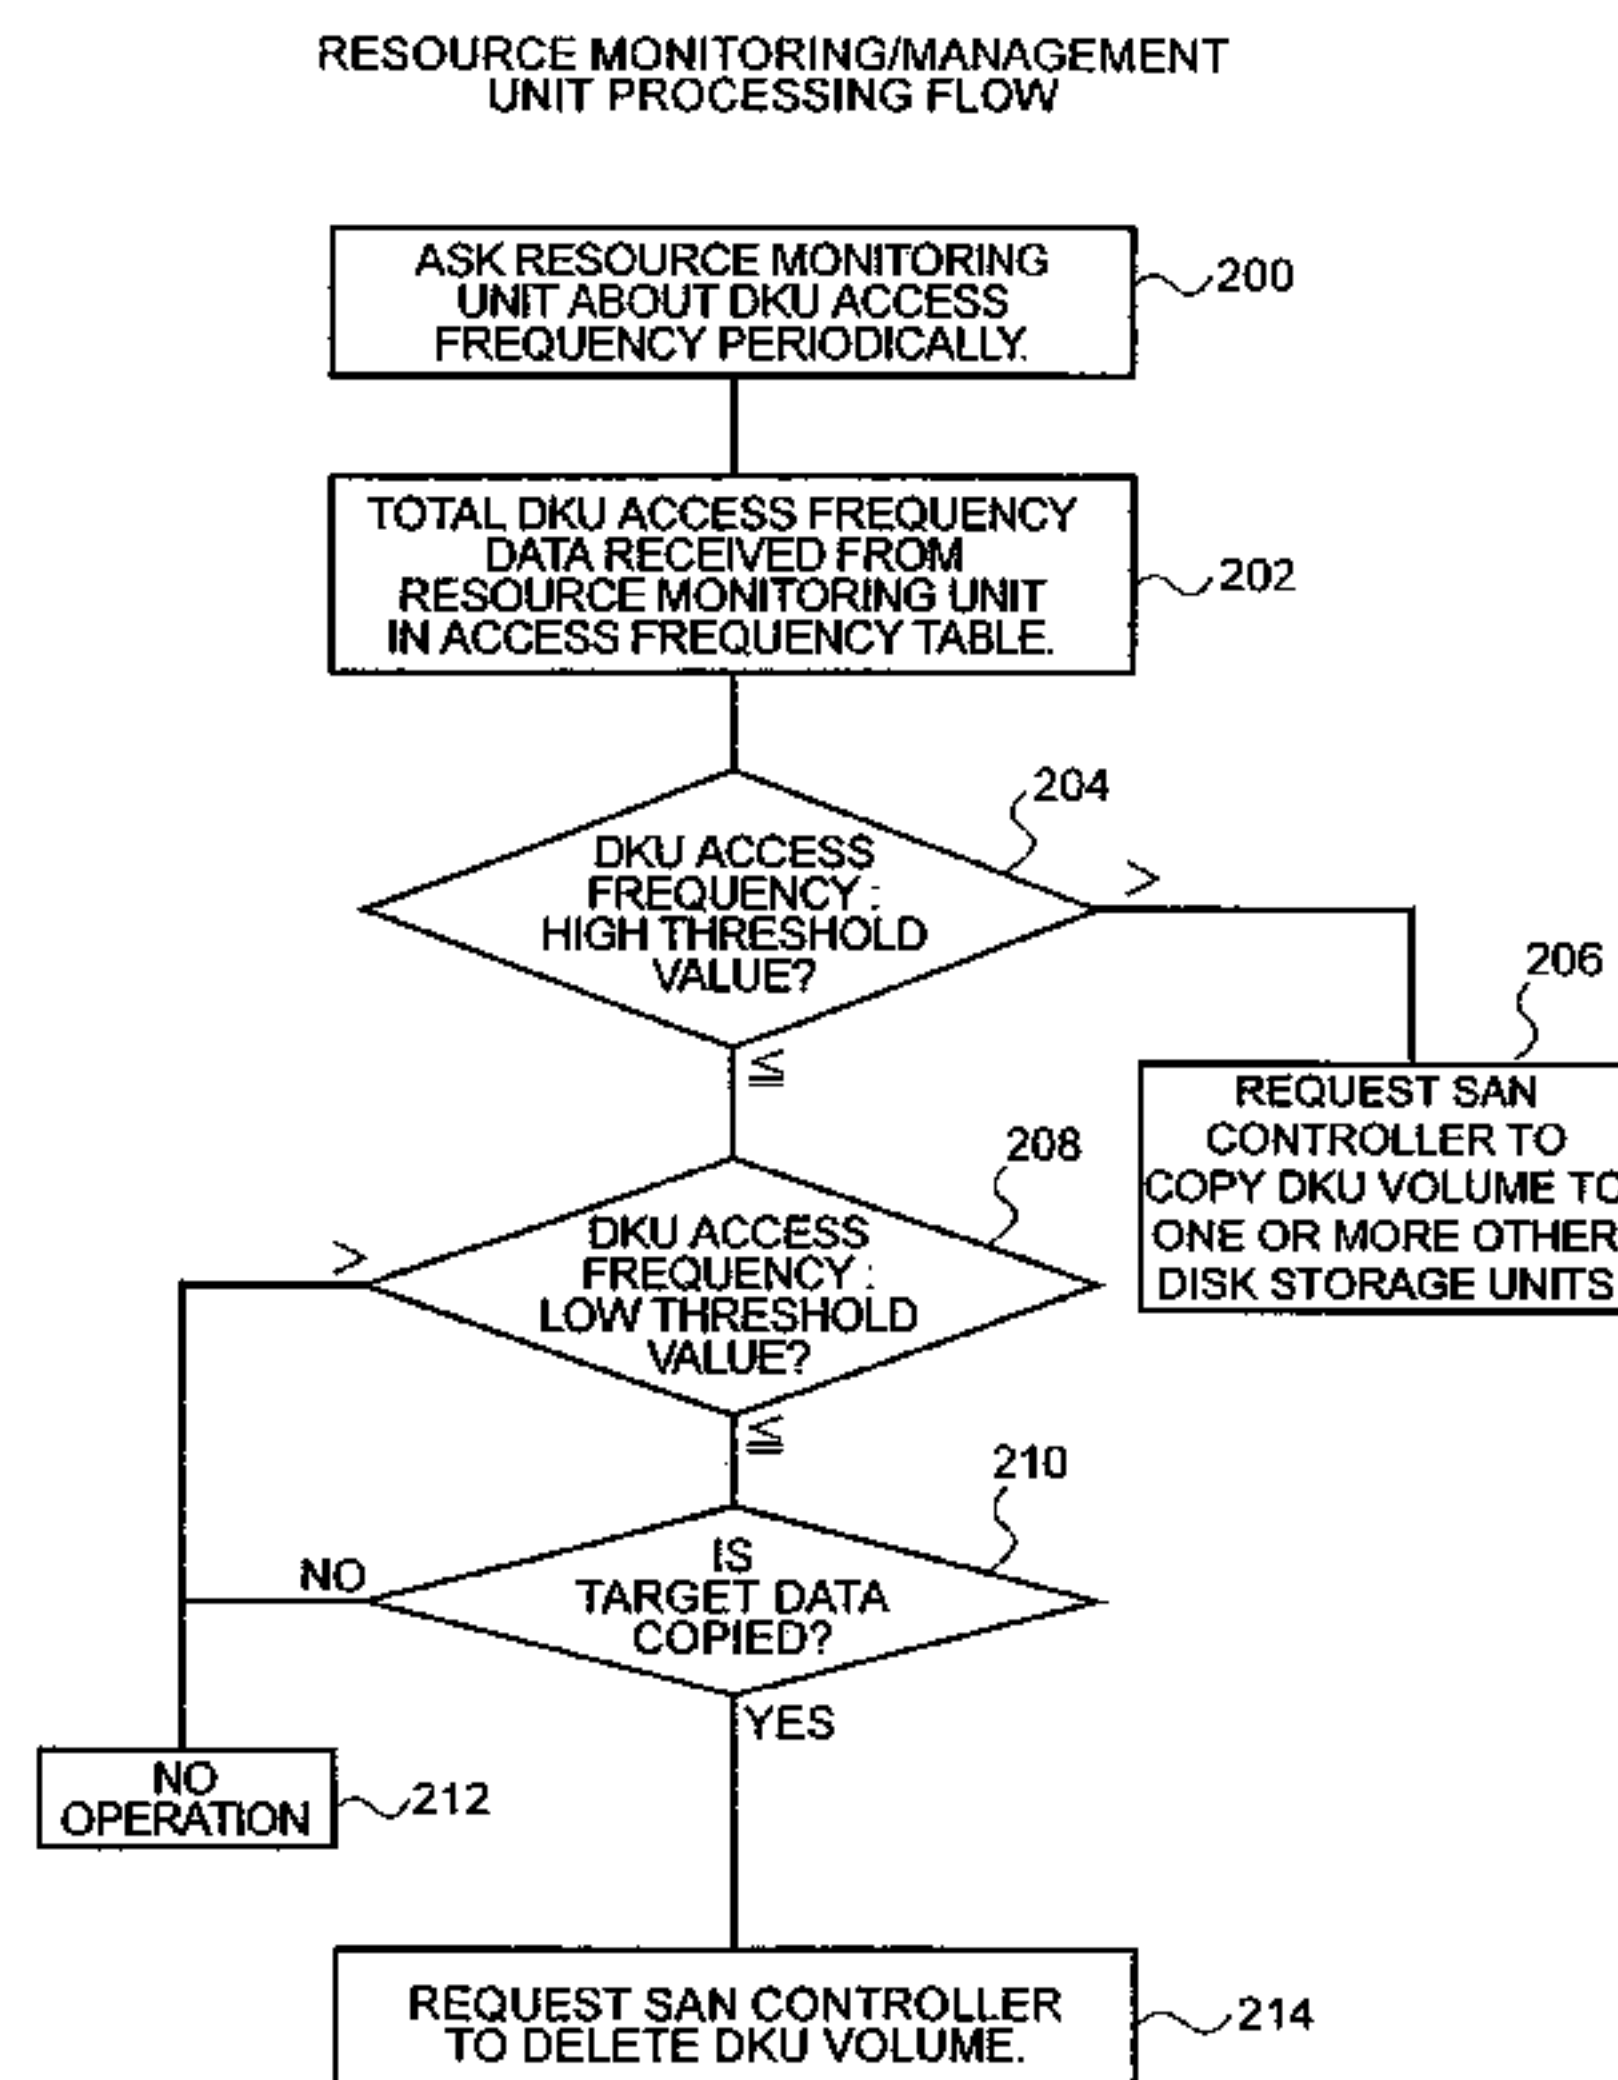 RESOURCE MONITORING/MANAGEMENT
UNIT PROCESSING FLOW
ASK RESOURCE MONITORING
UNIT ABOUT DKU ACCESS
FREQUENCY PERIODICALLY.
200
TOTAL DKU ACCESS FREQUENCY
DATA RECEIVED FROM
RESOURCE MONITORING UNIT
IN ACCESS FREQUENCY TABLE.
202
204
DKU ACCESS
FREQUENCY :
HIGH THRESHOLD
VALUE?
>
≦
206
REQUEST SAN
CONTROLLER TO
COPY DKU VOLUME TO
ONE OR MORE OTHER
DISK STORAGE UNITS
208
DKU ACCESS
FREQUENCY :
LOW THRESHOLD
VALUE?
>
≦
210
IS
TARGET DATA
COPIED?
NO
YES
NO
OPERATION
212
REQUEST SAN CONTROLLER
TO DELETE DKU VOLUME.
214